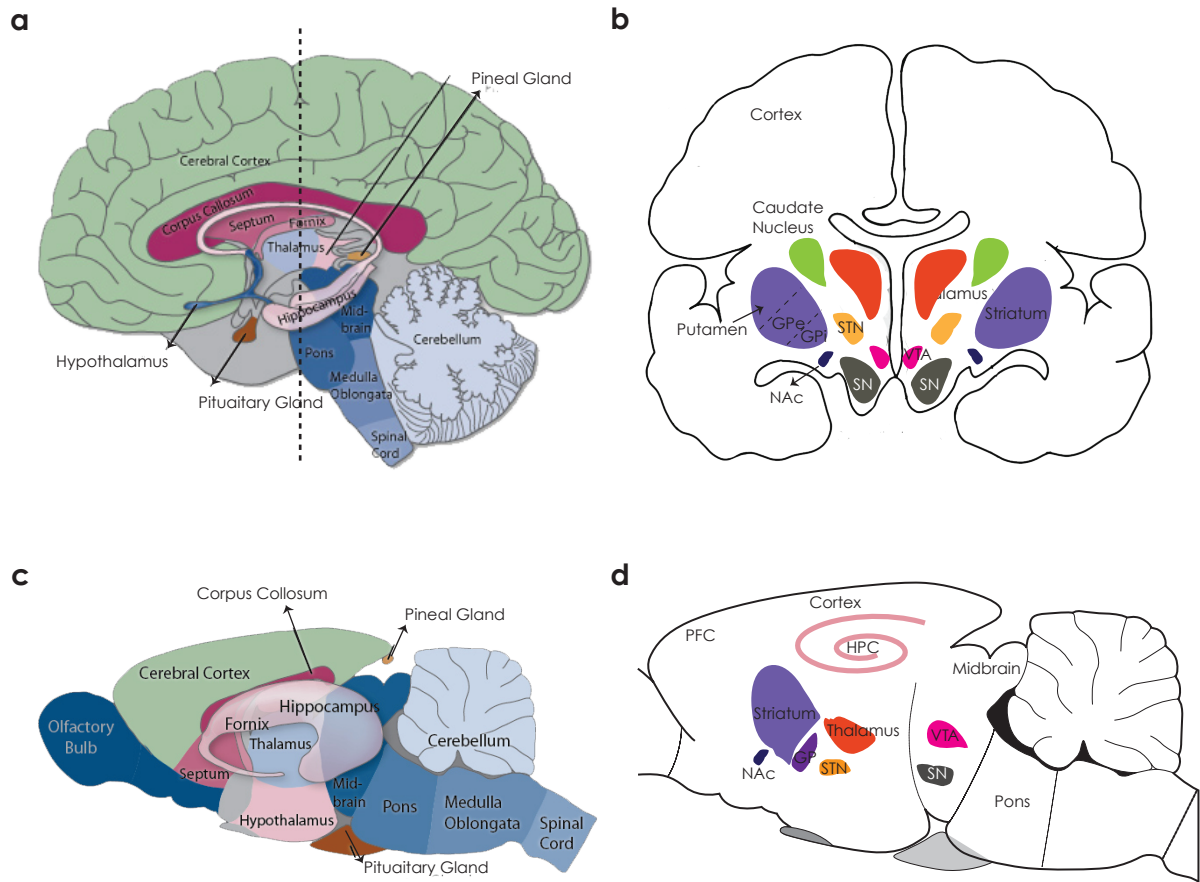 a
Pineal Gland
Cerebral Cortex
Corpus Callosum
Septum
Fornix
Thalamus
Hippocampus
Mid-
brain
Cerebellum
Pons
Medulla
Oblongata
Spinal
Cord
Hypothalamus
Pituaitary Gland
b
Cortex
Caudate
Nucleus
alamus
Striatum
Putamen
GPe
GPi
STN
VTA
SN
SN
NAc
c
Corpus Collosum
Pineal Gland
Cerebral Cortex
Olfactory
Bulb
Hippocampus
Fornix
Thalamus
Cerebellum
Septum
Mid-
brain
Pons
Medulla
Oblongata
Hypothalamus
Spinal
Cord
Pituaitary Gland
d
Cortex
PFC
HPC
Midbrain
Striatum
Thalamus
VTA
GP
STN
NAc
SN
Pons